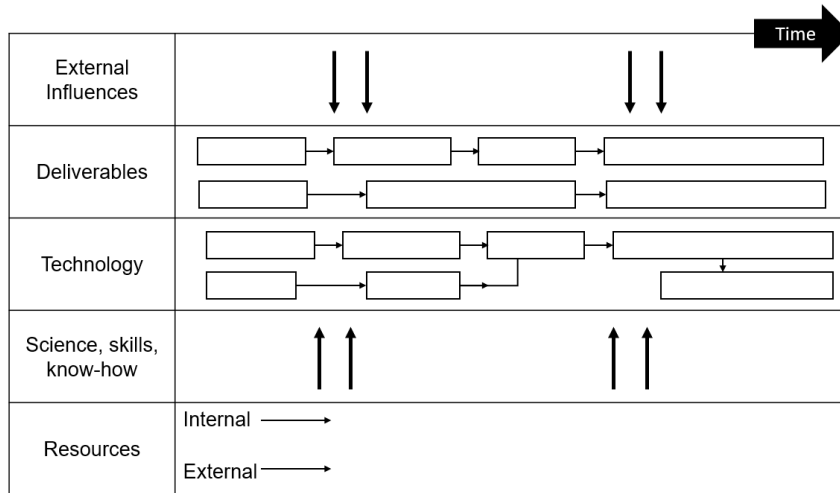 Time
External
Influences
Deliverables
Technology
Science, skills,
know-how
Resources
Internal
External